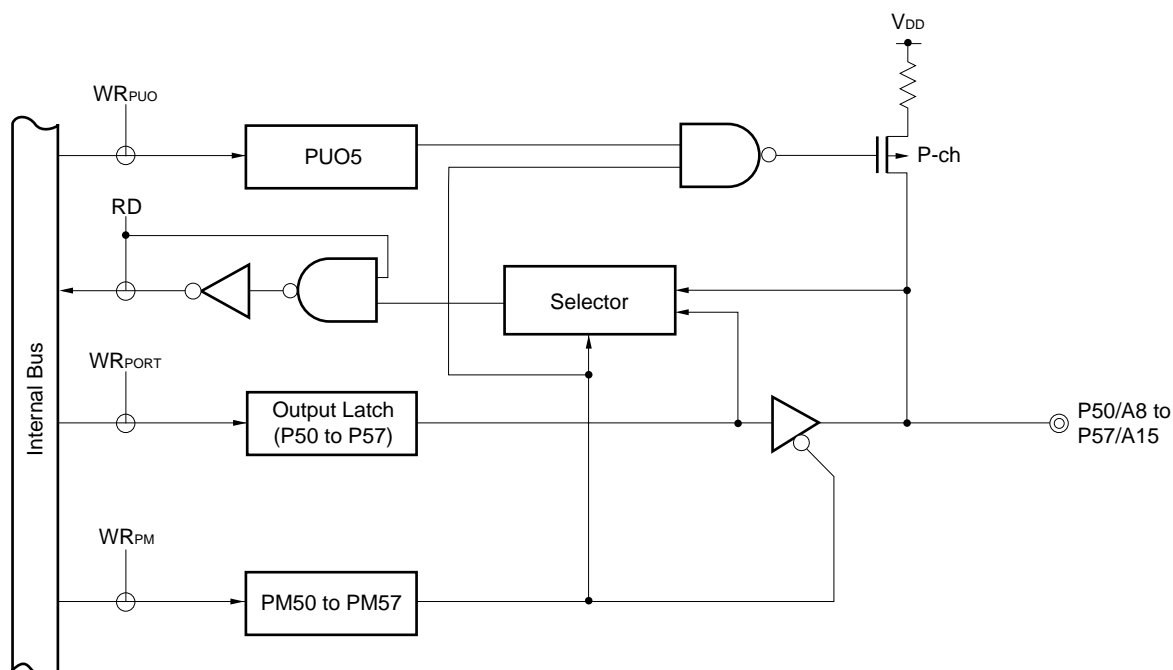 VDD
WRPUO
PUO5
P-ch
RD
Selector
WRPORT
Internal Bus
Output Latch
(P50 to P57)
P50/A8 to
P57/A15
WRPM
PM50 to PM57